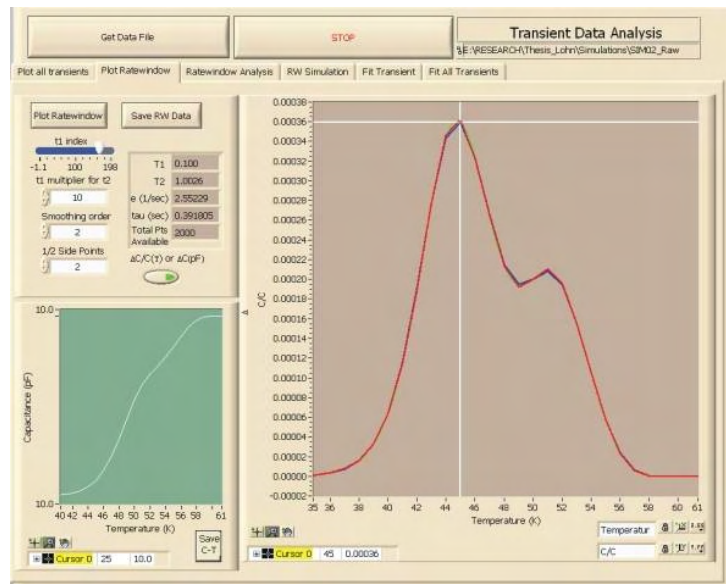 Get Data File
STOP
Transient Data Analysis
E:\RESEARCH\Thesis_Lohn\Simulations\SIM02_Raw
Plot all transients
Plot Ratewindow
Ratewindow Analysis
RW Simulation
Fit Transient
Fit All Transients
Plot Ratewindow
Save RW Data
t1 index
-1.1 100 198
t1 multiplier for t2
10
Smoothing order
2
1/2 Side Points
2
T1 0.100
T2 1.0026
e (1/sec) 2.55229
tau (sec) 0.391805
Total Pts Available 2000
ΔC/C(τ) or ΔC(pF)
10.0
Capacitance (pF)
10.0
40 42 44 46 48 50 52 54 56 58 61
Temperature (K)
Save
C-T
Cursor 0 25 10.0
0.00038
0.00036
0.00034
0.00032
0.00030
0.00028
0.00026
0.00024
0.00022
0.00020
0.00018
0.00016
0.00014
0.00012
0.00010
0.00008
0.00006
0.00004
0.00002
0.00000
-0.00002
C/C
35 36 38 40 42 44 46 48 50 52 54 56 58 60 61
Temperature (K)
Cursor 0 45 0.00036
Temperatur
C/C